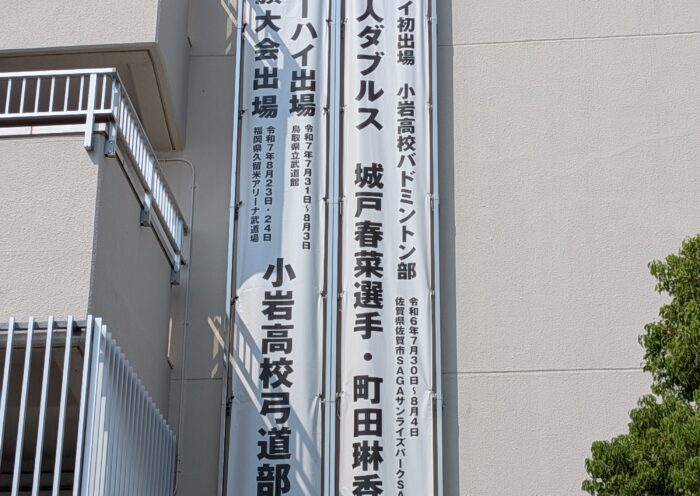 イ初出場　小岩高校バドミントン部
令和6年7月30日～8月4日
佐賀県佐賀市SAGAサンライズパークSA
人ダブルス　城戸春菜選手・町田琳香
ーハイ出場
令和7年7月31日～8月3日
鳥取県立武道館
大会出場
令和7年8月23日・24日
福岡県久留米アリーナ武道場
小岩高校弓道部